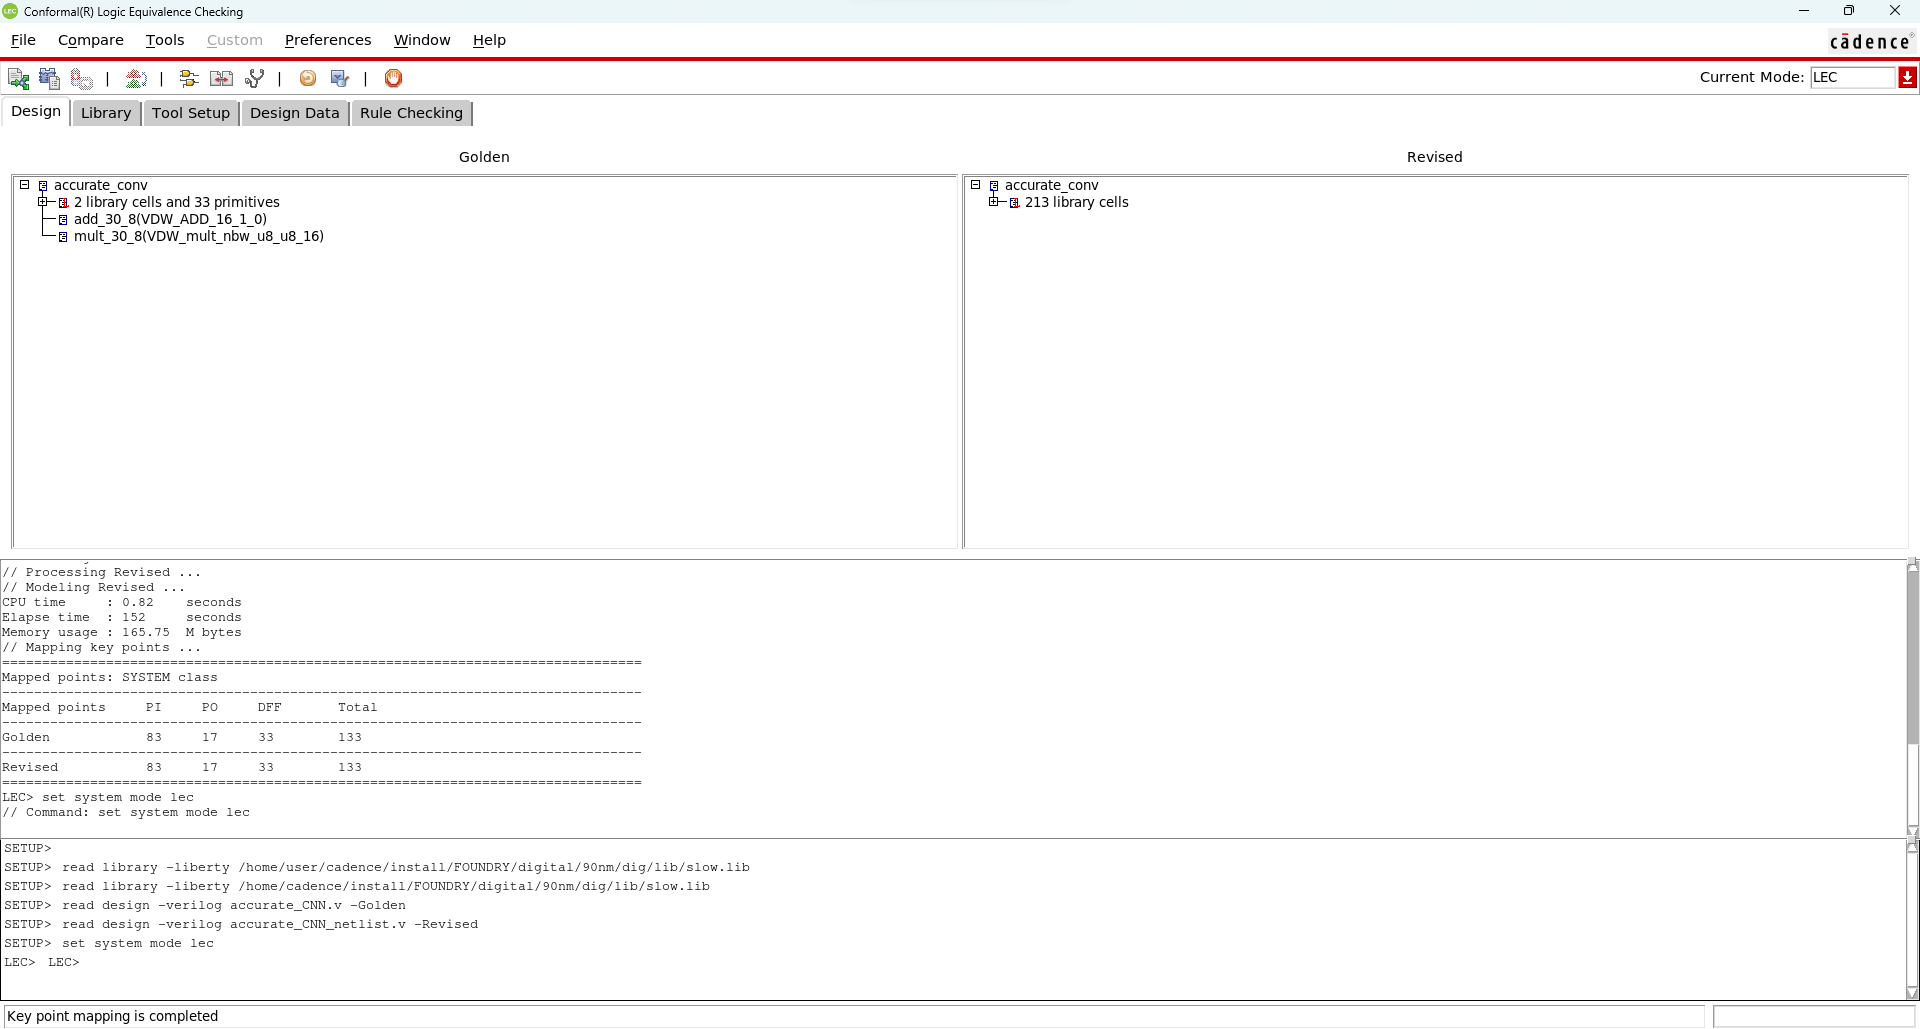 LEC Conformal(R) Logic Equivalence Checking
File Compare Tools Custom Preferences Window Help
cādence®
Current Mode: LEC
Design Library Tool Setup Design Data Rule Checking
Golden
Revised
accurate_conv
2 library cells and 33 primitives
add_30_8(VDW_ADD_16_1_0)
mult_30_8(VDW_mult_nbw_u8_u8_16)
accurate_conv
213 library cells
// Processing Revised ...
// Modeling Revised ...
CPU time     : 0.82    seconds
Elapse time  : 152     seconds
Memory usage : 165.75  M bytes
// Mapping key points ...
================================================================================
Mapped points: SYSTEM class
--------------------------------------------------------------------------------
Mapped points     PI     PO     DFF       Total
--------------------------------------------------------------------------------
Golden            83     17     33        133
--------------------------------------------------------------------------------
Revised           83     17     33        133
================================================================================
LEC> set system mode lec
// Command: set system mode lec
SETUP>
SETUP> read library -liberty /home/user/cadence/install/FOUNDRY/digital/90nm/dig/lib/slow.lib
SETUP> read library -liberty /home/cadence/install/FOUNDRY/digital/90nm/dig/lib/slow.lib
SETUP> read design -verilog accurate_CNN.v -Golden
SETUP> read design -verilog accurate_CNN_netlist.v -Revised
SETUP> set system mode lec
LEC> LEC>
Key point mapping is completed